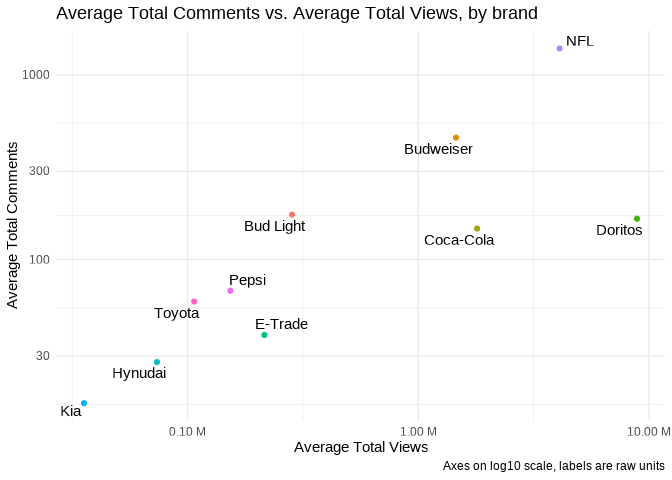 Average Total Comments vs. Average Total Views, by brand
NFL
1000
Budweiser
300
Bud Light
Coca-Cola
Doritos
100
Pepsi
Toyota
E-Trade
30
Hynudai
Kia
Average Total Comments
0.10 M
1.00 M
10.00 M
Average Total Views
Axes on log10 scale, labels are raw units